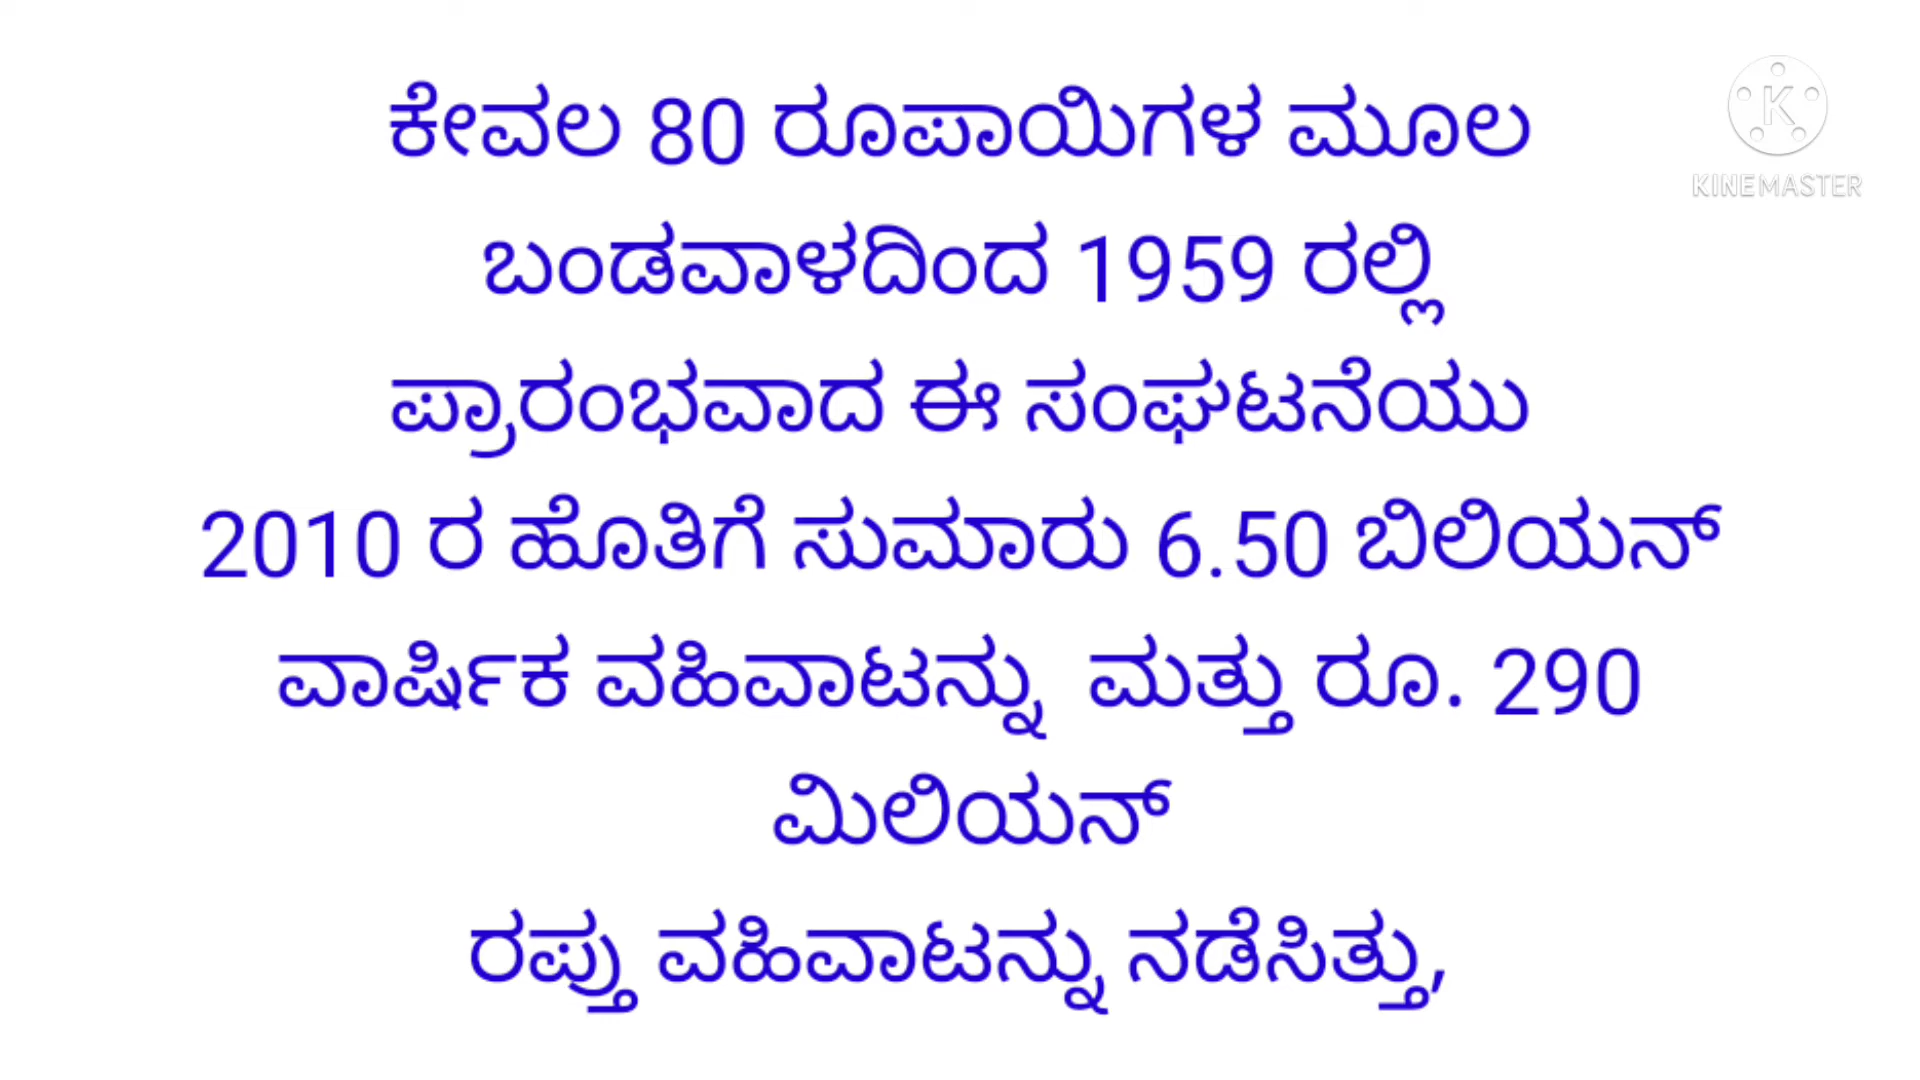 ಕೇವಲ 80 ರೂಪಾಯಿಗಳ ಮೂಲ
ಬಂಡವಾಳದಿಂದ 1959 ರಲ್ಲಿ
ಪ್ರಾರಂಭವಾದ ಈ ಸಂಘಟನೆಯು
2010 ರ ಹೊತಿಗೆ ಸುಮಾರು 6.50 ಬಿಲಿಯನ್
ವಾರ್ಷಿಕ ವಹಿವಾಟನ್ನು ಮತ್ತು ರೂ. 290
ಮಿಲಿಯನ್
ರಪ್ತು ವಹಿವಾಟನ್ನು ನಡೆಸಿತ್ತು,
K
KINEMASTER